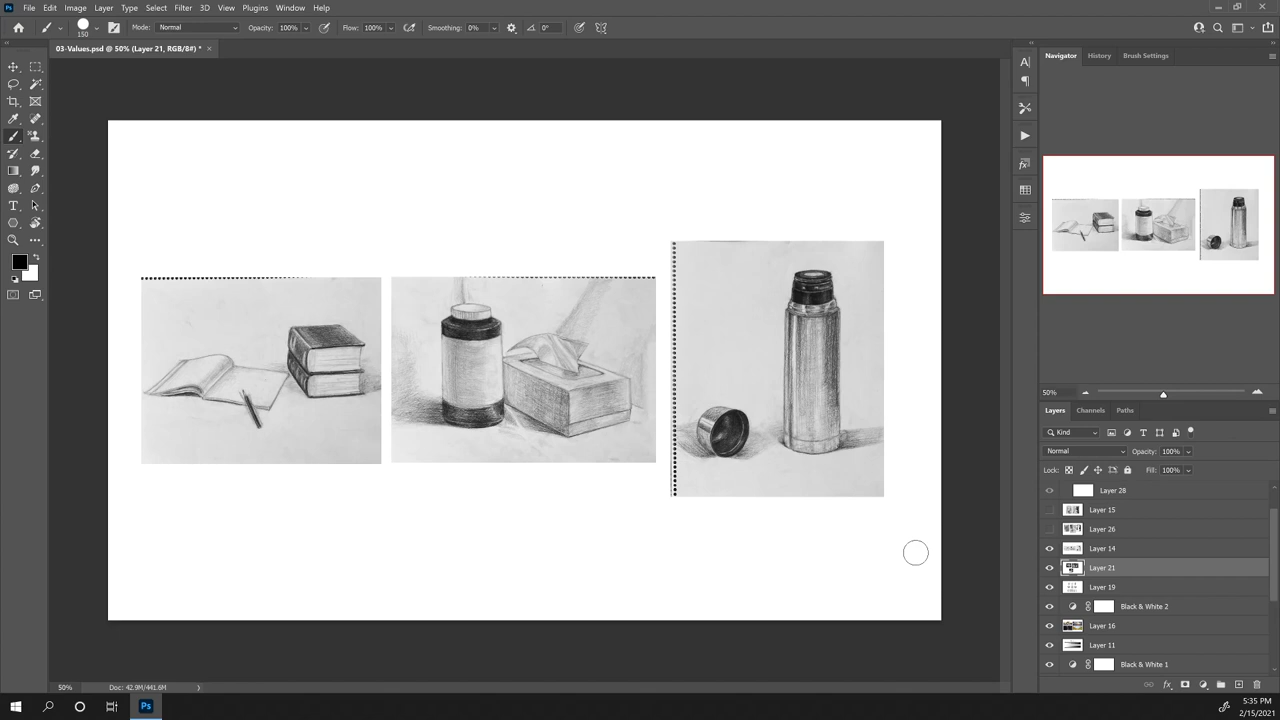 File Edit Image Layer Type Select Filter 3D View Plugins Window Help
150 Mode: Normal Opacity: 100% Flow: 100% Smoothing: 0% 0°
03-Values.psd @ 50% (Layer 21, RGB/8#) * ×
Navigator History Brush Settings
50%
Layers Channels Paths
Kind
Normal Opacity: 100%
Lock: Fill: 100%
Layer 28
Layer 15
Layer 26
Layer 14
Layer 21
Layer 19
Black & White 2
Layer 16
Layer 11
Black & White 1
50% Doc: 42.9M/441.6M
Ps
5:35 PM
2/15/2021